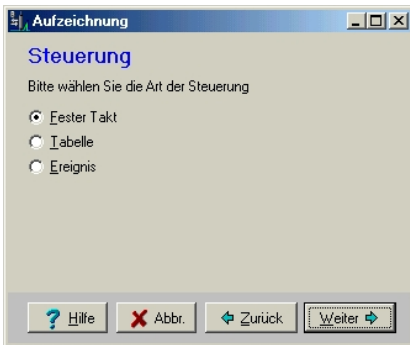 Aufzeichnung
Steuerung
Bitte wählen Sie die Art der Steuerung
Fester Takt
Tabelle
Ereignis
Hilfe Abbr. Zurück Weiter